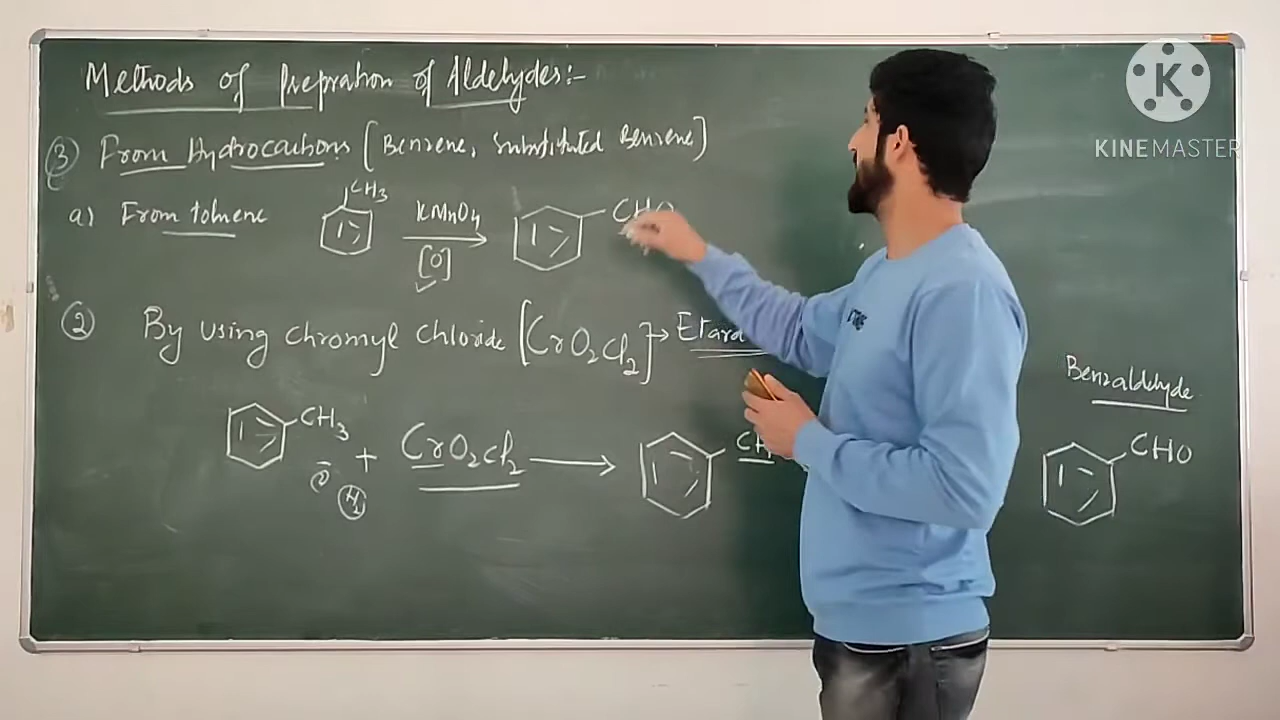 Methods of Prepration of Aldehydes:-
③ From Hydrocarbons [Benzene, Substituted Benzene]
a) From toluene CH3 KMnO4 [O] CHO
② By using Chromyl Chloride [CrO2Cl2] → Etard
Benzaldehyde
CH3 + CrO2Cl2 → CH
CHO
K
KINEMASTER